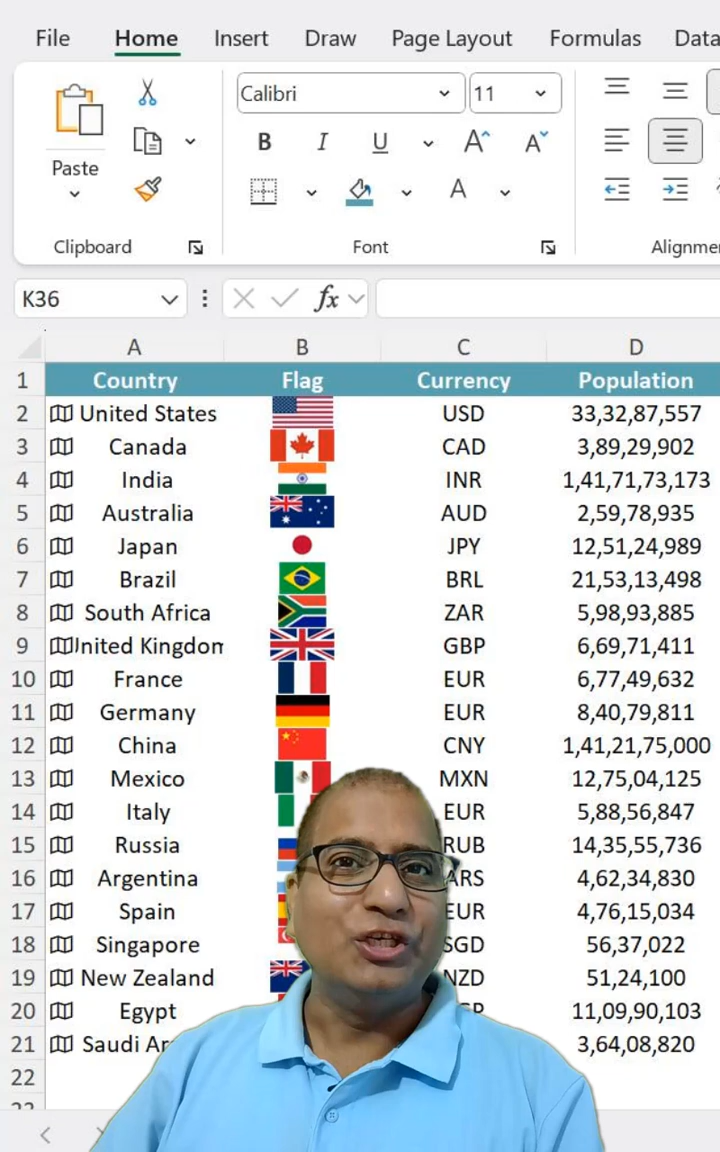 File Home Insert Draw Page Layout Formulas Data
Calibri 11
B I U A A
Paste
A
Clipboard Font Alignme
K36 fx
A B C D
1 Country Flag Currency Population
2 United States USD 33,32,87,557
3 Canada CAD 3,89,29,902
4 India INR 1,41,71,73,173
5 Australia AUD 2,59,78,935
6 Japan JPY 12,51,24,989
7 Brazil BRL 21,53,13,498
8 South Africa ZAR 5,98,93,885
9 United Kingdom GBP 6,69,71,411
10 France EUR 6,77,49,632
11 Germany EUR 8,40,79,811
12 China CNY 1,41,21,75,000
13 Mexico MXN 12,75,04,125
14 Italy EUR 5,88,56,847
15 Russia RUB 14,35,55,736
16 Argentina ARS 4,62,34,830
17 Spain EUR 4,76,15,034
18 Singapore SGD 56,37,022
19 New Zealand NZD 51,24,100
20 Egypt 11,09,90,103
21 Saudi Ar 3,64,08,820
22